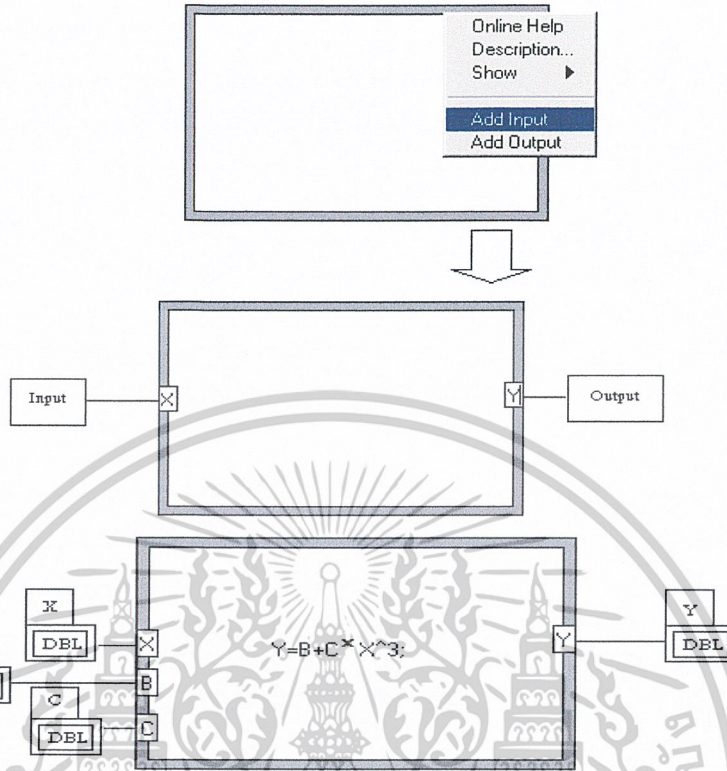 Online Help
Description...
Show
Add Input
Add Output
Input
X
Y
Output
X
DBL
X
B
C
DBL
C
Y=B+C*X^3;
Y
Y
DBL